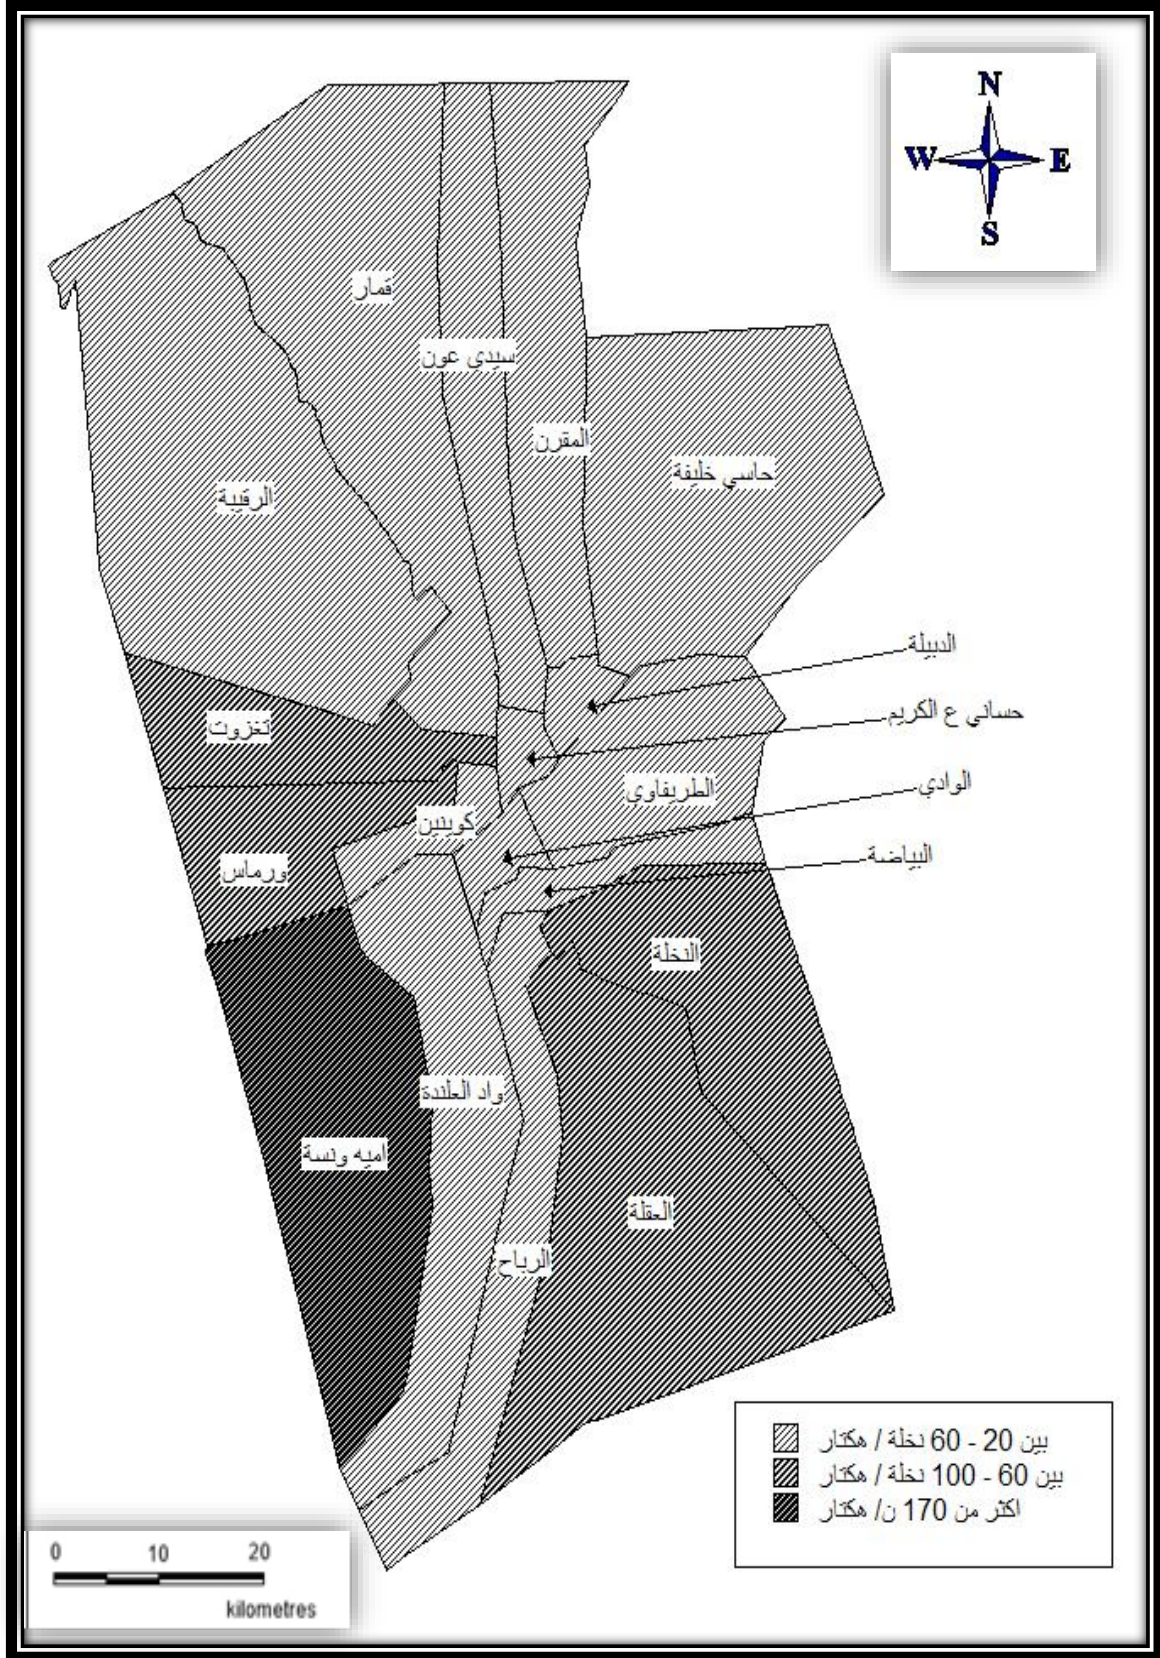 N
W
E
S
قمار
سيدي عون
المقرن
حاسي خليفة
الرقيبة
الدبيلة
حساني ع الكريم
تغزوت
الوادي
الطريفاوي
كوينين
البياضة
ورماس
النخلة
واد العلندة
اميه ونسة
العقلة
الرباح
بين 20 - 60 نخلة / هكتار
بين 60 - 100 نخلة / هكتار
اكثر من 170 ن/ هكتار
0 10 20
kilometres